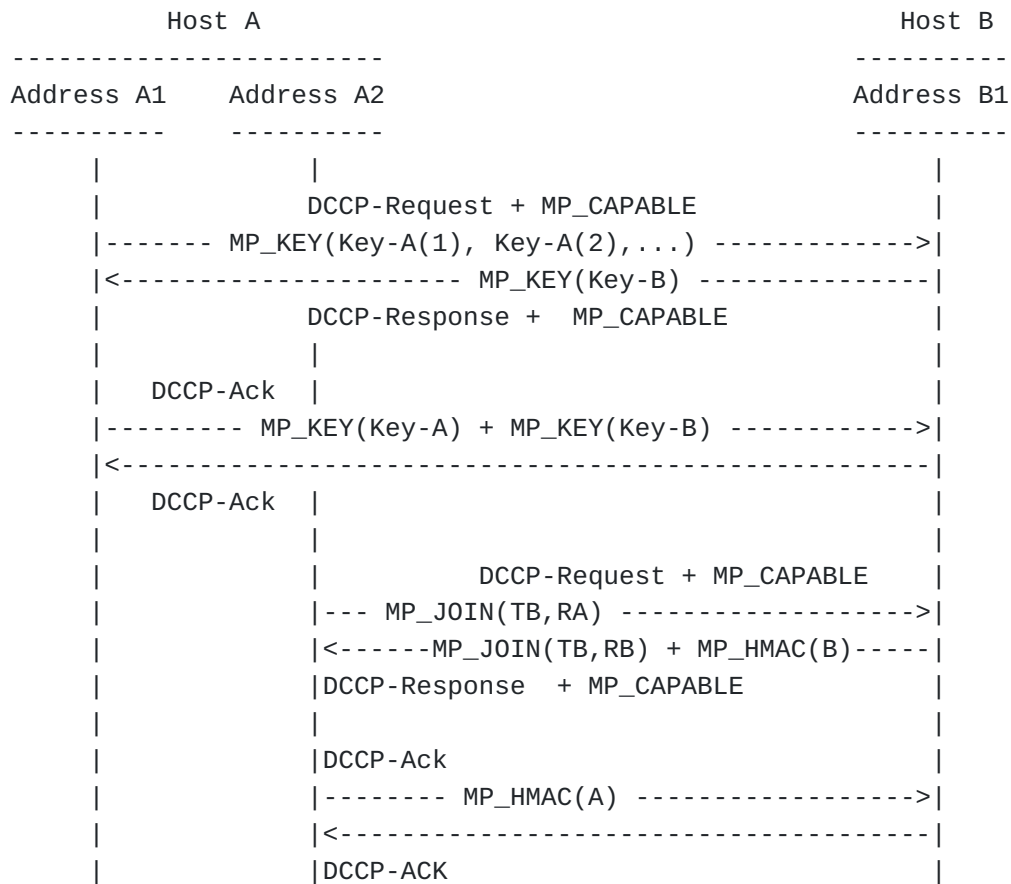 Host A                                         Host B
------------------------                              ----------
Address A1    Address A2                              Address B1
----------    ----------                              ----------
     |             |                                       |
     |             DCCP-Request + MP_CAPABLE               |
     |------- MP_KEY(Key-A(1), Key-A(2),...) ------------->|
     |<---------------------- MP_KEY(Key-B) ---------------|
     |             DCCP-Response +  MP_CAPABLE             |
     |             |                                       |
     |   DCCP-Ack  |                                       |
     |--------- MP_KEY(Key-A) + MP_KEY(Key-B) ------------>|
     |<----------------------------------------------------|
     |   DCCP-Ack  |                                       |
     |             |                                       |
     |             |          DCCP-Request + MP_CAPABLE    |
     |             |--- MP_JOIN(TB,RA) ------------------->|
     |             |<------MP_JOIN(TB,RB) + MP_HMAC(B)-----|
     |             |DCCP-Response  + MP_CAPABLE            |
     |             |                                       |
     |             |DCCP-Ack                               |
     |             |-------- MP_HMAC(A) ------------------>|
     |             |<--------------------------------------|
     |             |DCCP-ACK                               |